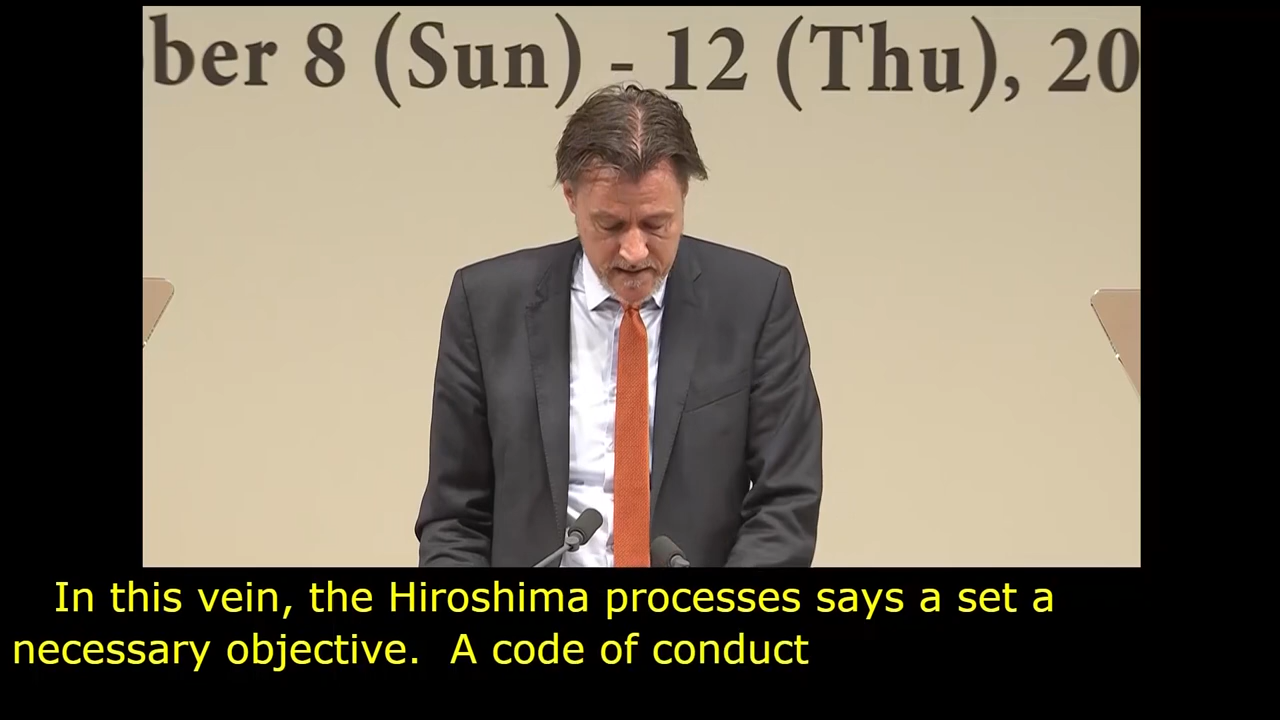 ber 8 (Sun) - 12 (Thu), 20
In this vein, the Hiroshima processes says a set a
necessary objective. A code of conduct